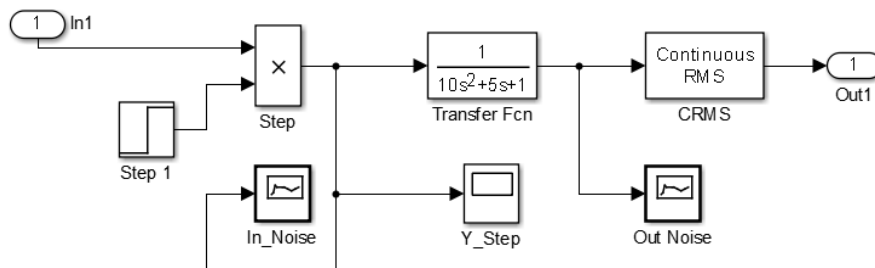 1
In1
×
Step
Step 1
1
10s²+5s+1
Transfer Fcn
Continuous
RMS
CRMS
1
Out1
In_Noise
Y_Step
Out Noise